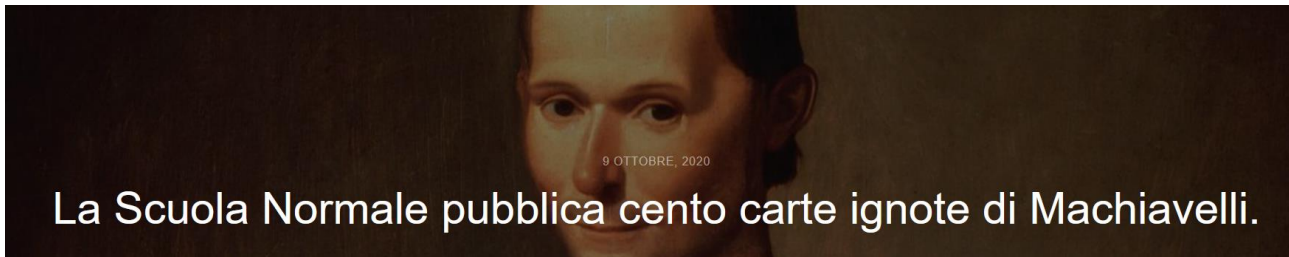 9 OTTOBRE, 2020
La Scuola Normale pubblica cento carte ignote di Machiavelli.